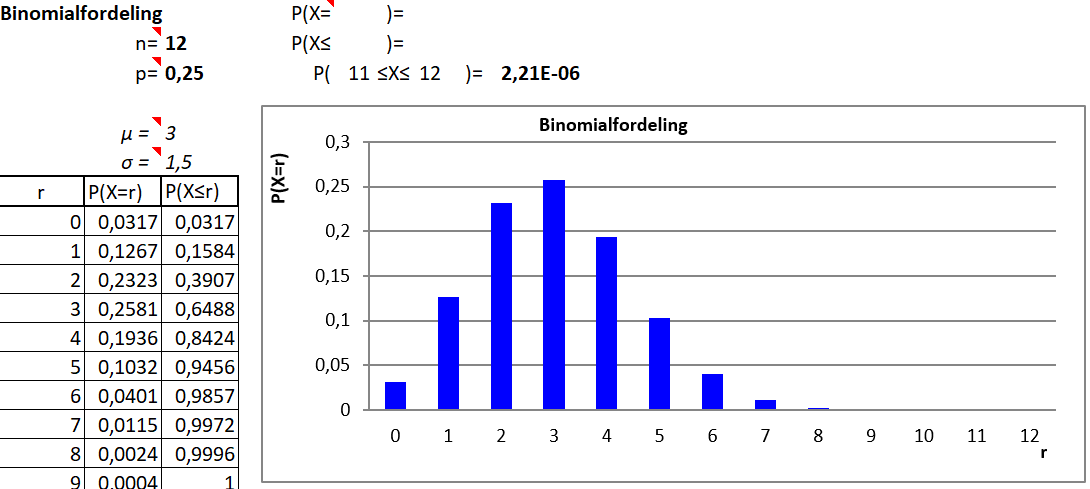 Binomialfordeling P(X= )=
n= 12 P(X≤ )=
p= 0,25 P( 11 ≤X≤ 12 )= 2,21E-06
μ = 3
σ = 1,5
r P(X=r) P(X≤r)
0 0,0317 0,0317
1 0,1267 0,1584
2 0,2323 0,3907
3 0,2581 0,6488
4 0,1936 0,8424
5 0,1032 0,9456
6 0,0401 0,9857
7 0,0115 0,9972
8 0,0024 0,9996
9 0,0004 1
Binomialfordeling
P(X=r)
0,3
0,25
0,2
0,15
0,1
0,05
0
0 1 2 3 4 5 6 7 8 9 10 11 12
r